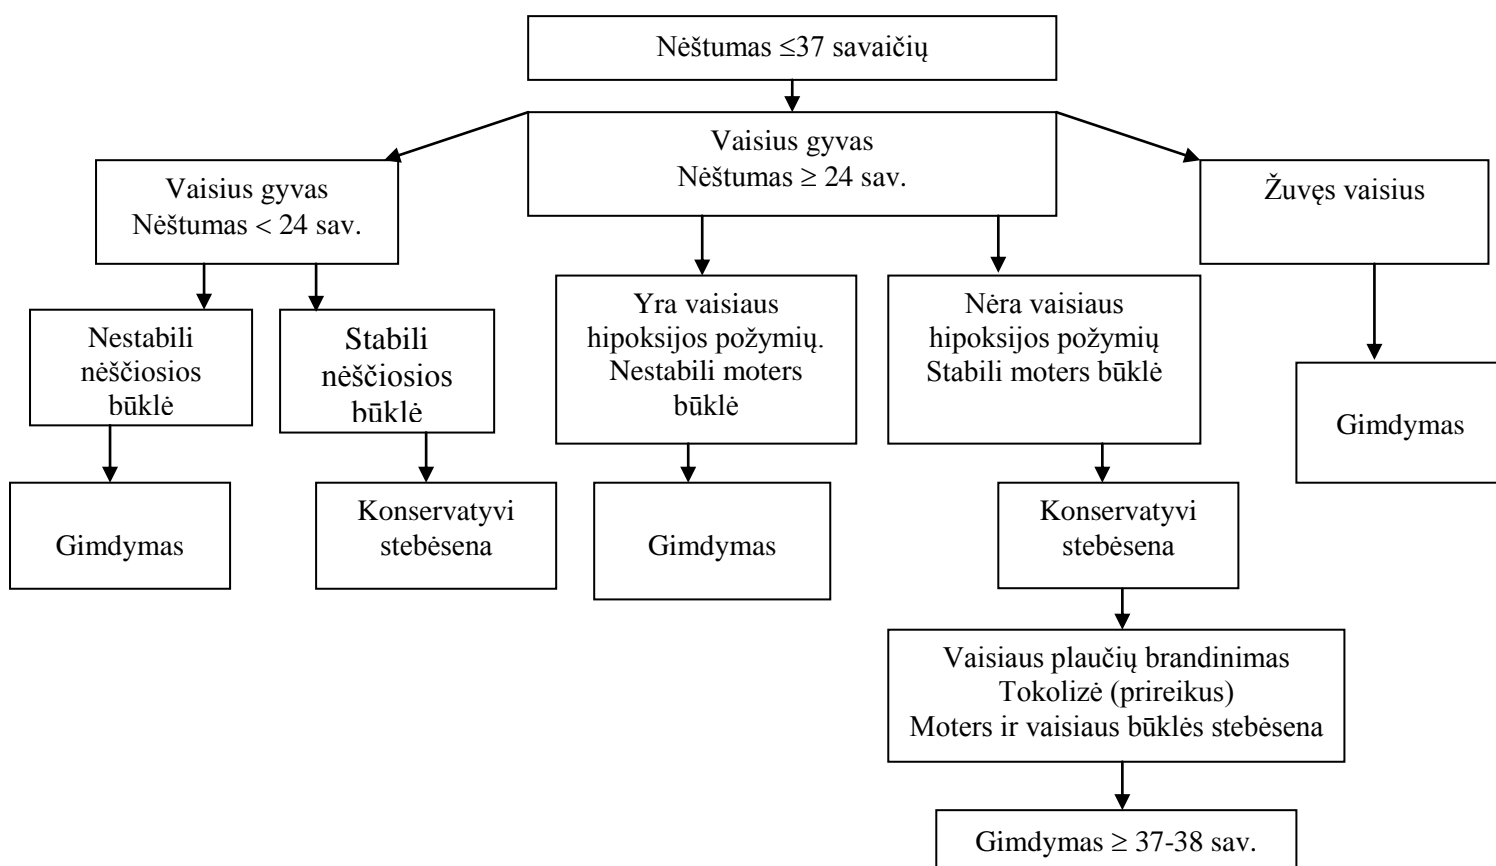 Nėštumas ≤37 savaičių
Vaisius gyvas
Nėštumas ≥ 24 sav.
Vaisius gyvas
Nėštumas < 24 sav.
Žuvęs vaisius
Yra vaisiaus
hipoksijos požymių.
Nestabili moters
būklė
Nėra vaisiaus
hipoksijos požymių
Stabili moters būklė
Nestabili
nėščiosios
būklė
Stabili
nėščiosios
būklė
Gimdymas
Gimdymas
Konservatyvi
stebėsena
Gimdymas
Konservatyvi
stebėsena
Vaisiaus plaučių brandinimas
Tokolizė (prireikus)
Moters ir vaisiaus būklės stebėsena
Gimdymas ≥ 37-38 sav.